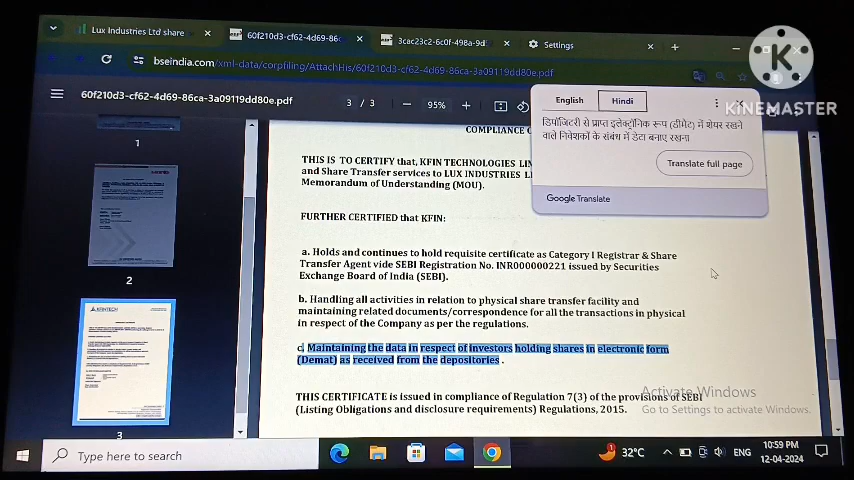 Lux Industries Ltd share
60f210d3-cf62-4d69-86c
3cac23c2-6c0f-498a-9d
Settings
bseindia.com/xml-data/corpfiling/AttachHis/60f210d3-cf62-4d69-86ca-3a09119dd80e.pdf
KINEMASTER
60f210d3-cf62-4d69-86ca-3a09119dd80e.pdf
3 / 3
95%
English
Hindi
डिपॉजिटरी से प्राप्त इलेक्ट्रॉनिक रूप (डीमैट) में शेयर रखने
वाले निवेशकों के संबंध में डेटा बनाए रखना
Translate full page
Google Translate
1
2
KFINTECH
3
COMPLIANCE C
THIS IS TO CERTIFY that, KFIN TECHNOLOGIES LIM
and Share Transfer services to LUX INDUSTRIES L
Memorandum of Understanding (MOU).
FURTHER CERTIFIED that KFIN:
a. Holds and continues to hold requisite certificate as Category I Registrar & Share
Transfer Agent vide SEBI Registration No. INR000000221 issued by Securities
Exchange Board of India (SEBI).
b. Handling all activities in relation to physical share transfer facility and
maintaining related documents/correspondence for all the transactions in physical
in respect of the Company as per the regulations.
c. Maintaining the data in respect of investors holding shares in electronic form
(Demat) as received from the depositories .
THIS CERTIFICATE is issued in compliance of Regulation 7(3) of the provisions of SEBI
(Listing Obligations and disclosure requirements) Regulations, 2015.
Activate Windows
Go to Settings to activate Windows.
Type here to search
1
32°C
ENG
10:59 PM
12-04-2024